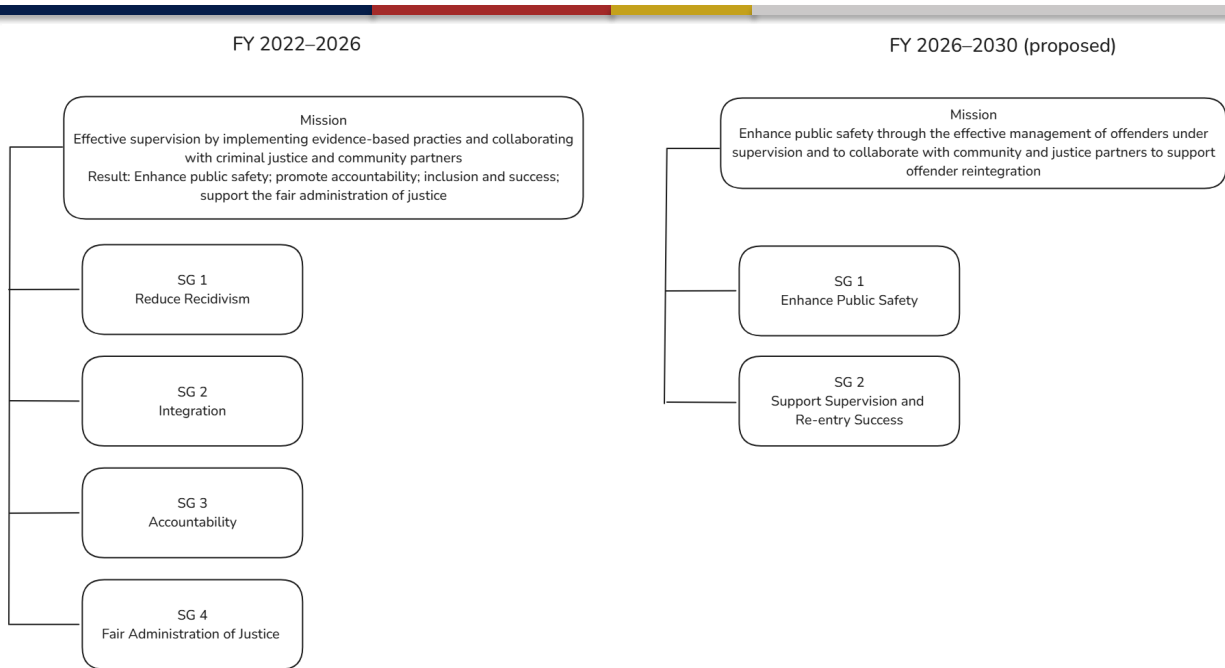 FY 2022–2026
Mission
Effective supervision by implementing evidence-based practies and collaborating
with criminal justice and community partners
Result: Enhance public safety; promote accountability; inclusion and success;
support the fair administration of justice
SG 1
Reduce Recidivism
SG 2
Integration
SG 3
Accountability
SG 4
Fair Administration of Justice
FY 2026–2030 (proposed)
Mission
Enhance public safety through the effective management of offenders under
supervision and to collaborate with community and justice partners to support
offender reintegration
SG 1
Enhance Public Safety
SG 2
Support Supervision and
Re-entry Success